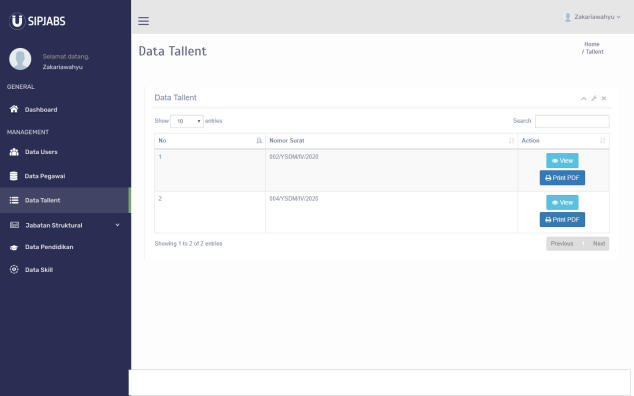 SIPJABS
Zakariawahyu
Selamat datang,
Zakariawahyu
Data Tallent
Home
/ Tallent
GENERAL
Dashboard
MANAGEMENT
Data Users
Data Pegawai
Data Tallent
Jabatan Struktural
Data Pendidikan
Data Skill
Data Tallent
Show 10 entries
Search
No Nomor Surat Action
1 002/YSDM/IV/2020 View
Print PDF
2 004/YSDM/IV/2020 View
Print PDF
Showing 1 to 2 of 2 entries
Previous 1 Next